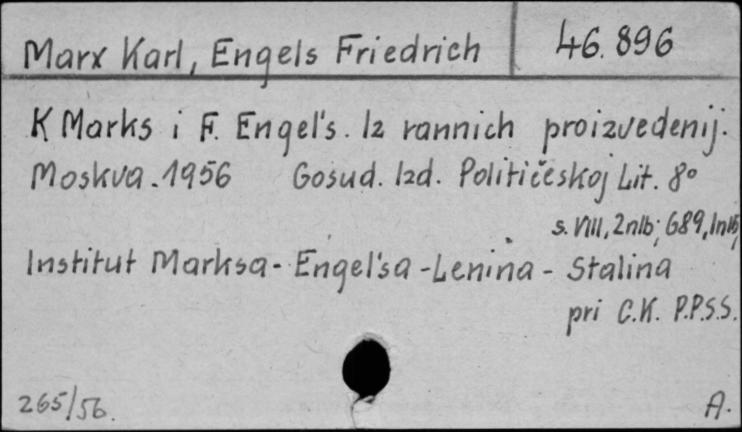 Marx Karl, Engels Friedrich 46.896
K Marks i F. Engel's. Iz rannich proizvedenij.
Moskva. 1956 Gosud. Izd. Političeskoj Lit. 8°
s. VIII, 2nlb; 689, 1nlb;
Institut Marksa-Engel'sa-Lenina-Stalina
pri C.K. P.P.S.S.
265/56. A.